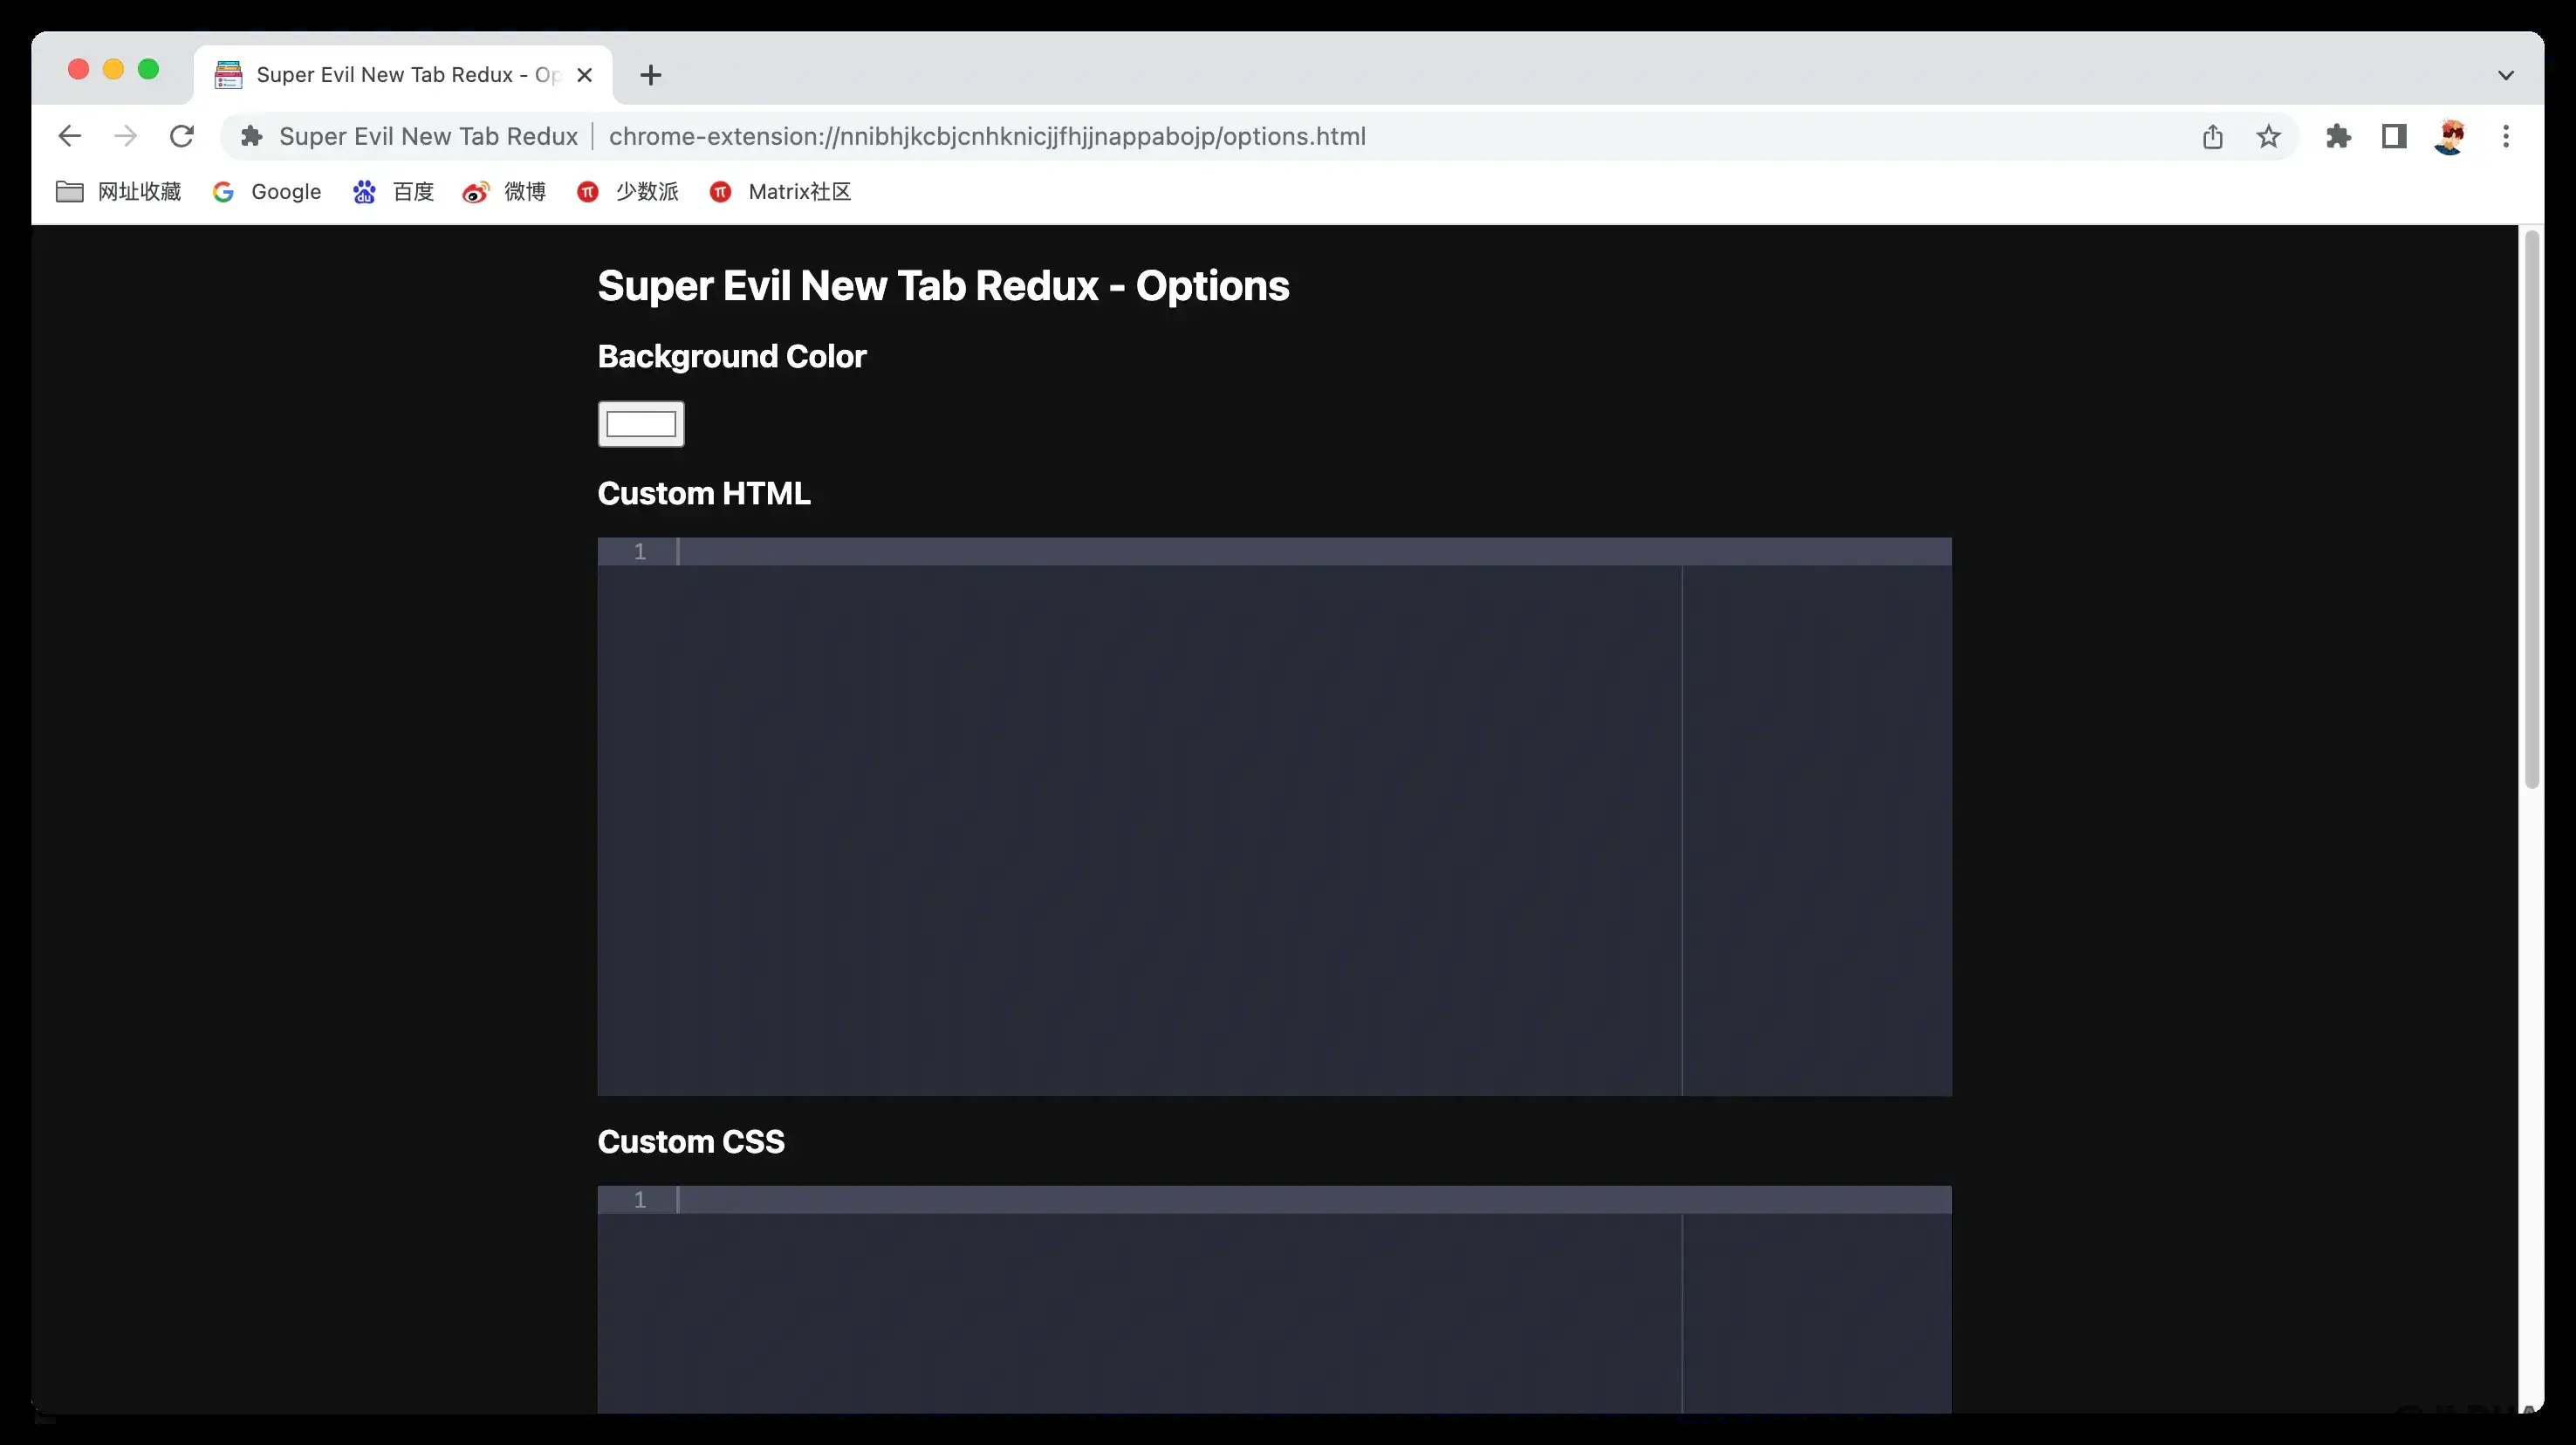 Super Evil New Tab Redux - Op
Super Evil New Tab Redux | chrome-extension://nnibhjkcbjcnhknicjjfhjjnappabojp/options.html
网址收藏 Google 百度 微博 少数派 Matrix社区
Super Evil New Tab Redux - Options
Background Color
Custom HTML
1
Custom CSS
1